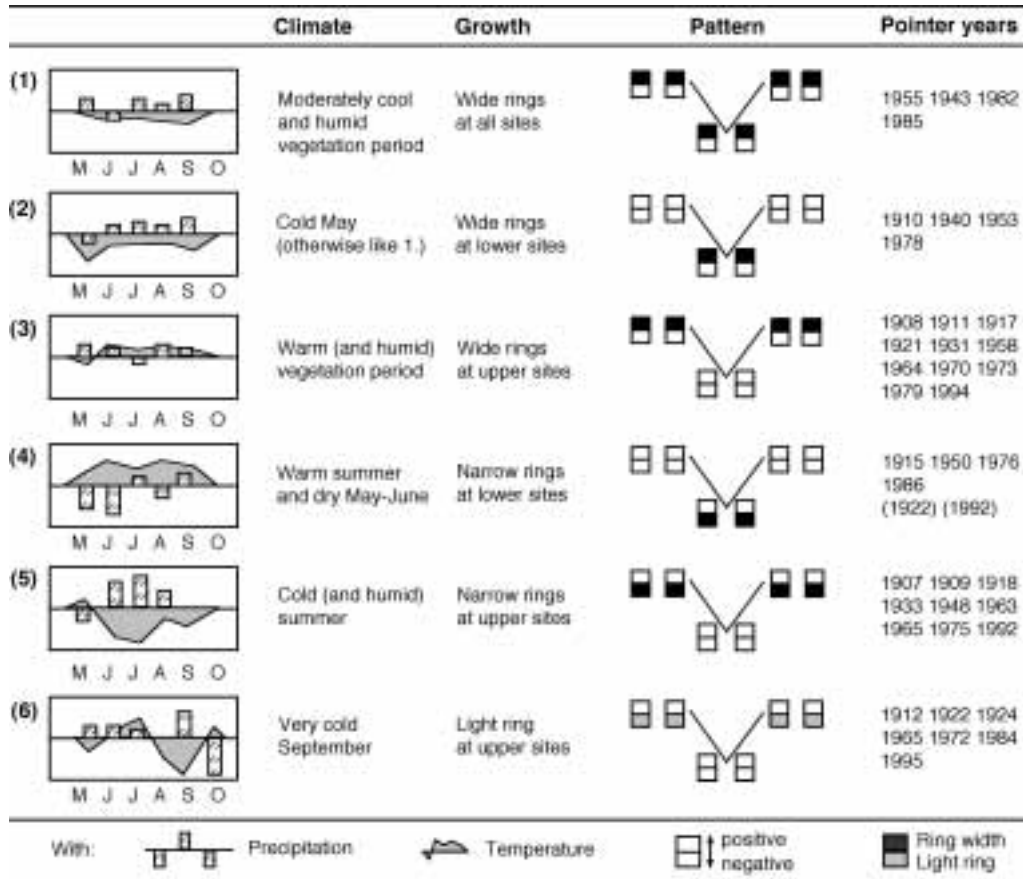 Climate Growth Pattern Pointer years
(1)
Moderately cool
and humid
vegetation period
Wide rings
at all sites
1955 1943 1982
1985
M J J A S O
(2)
Cold May
(otherwise like 1.)
Wide rings
at lower sites
1910 1940 1953
1978
M J J A S O
(3)
Warm (and humid)
vegetation period
Wide rings
at upper sites
1908 1911 1917
1921 1931 1958
1964 1970 1973
1979 1994
M J J A S O
(4)
Warm summer
and dry May-June
Narrow rings
at lower sites
1915 1950 1976
1986
(1922) (1992)
M J J A S O
(5)
Cold (and humid)
summer
Narrow rings
at upper sites
1907 1909 1918
1933 1948 1963
1965 1975 1992
M J J A S O
(6)
Very cold
September
Light ring
at upper sites
1912 1922 1924
1965 1972 1984
1995
M J J A S O
With: Precipitation Temperature
positive
negative
Ring width
Light ring